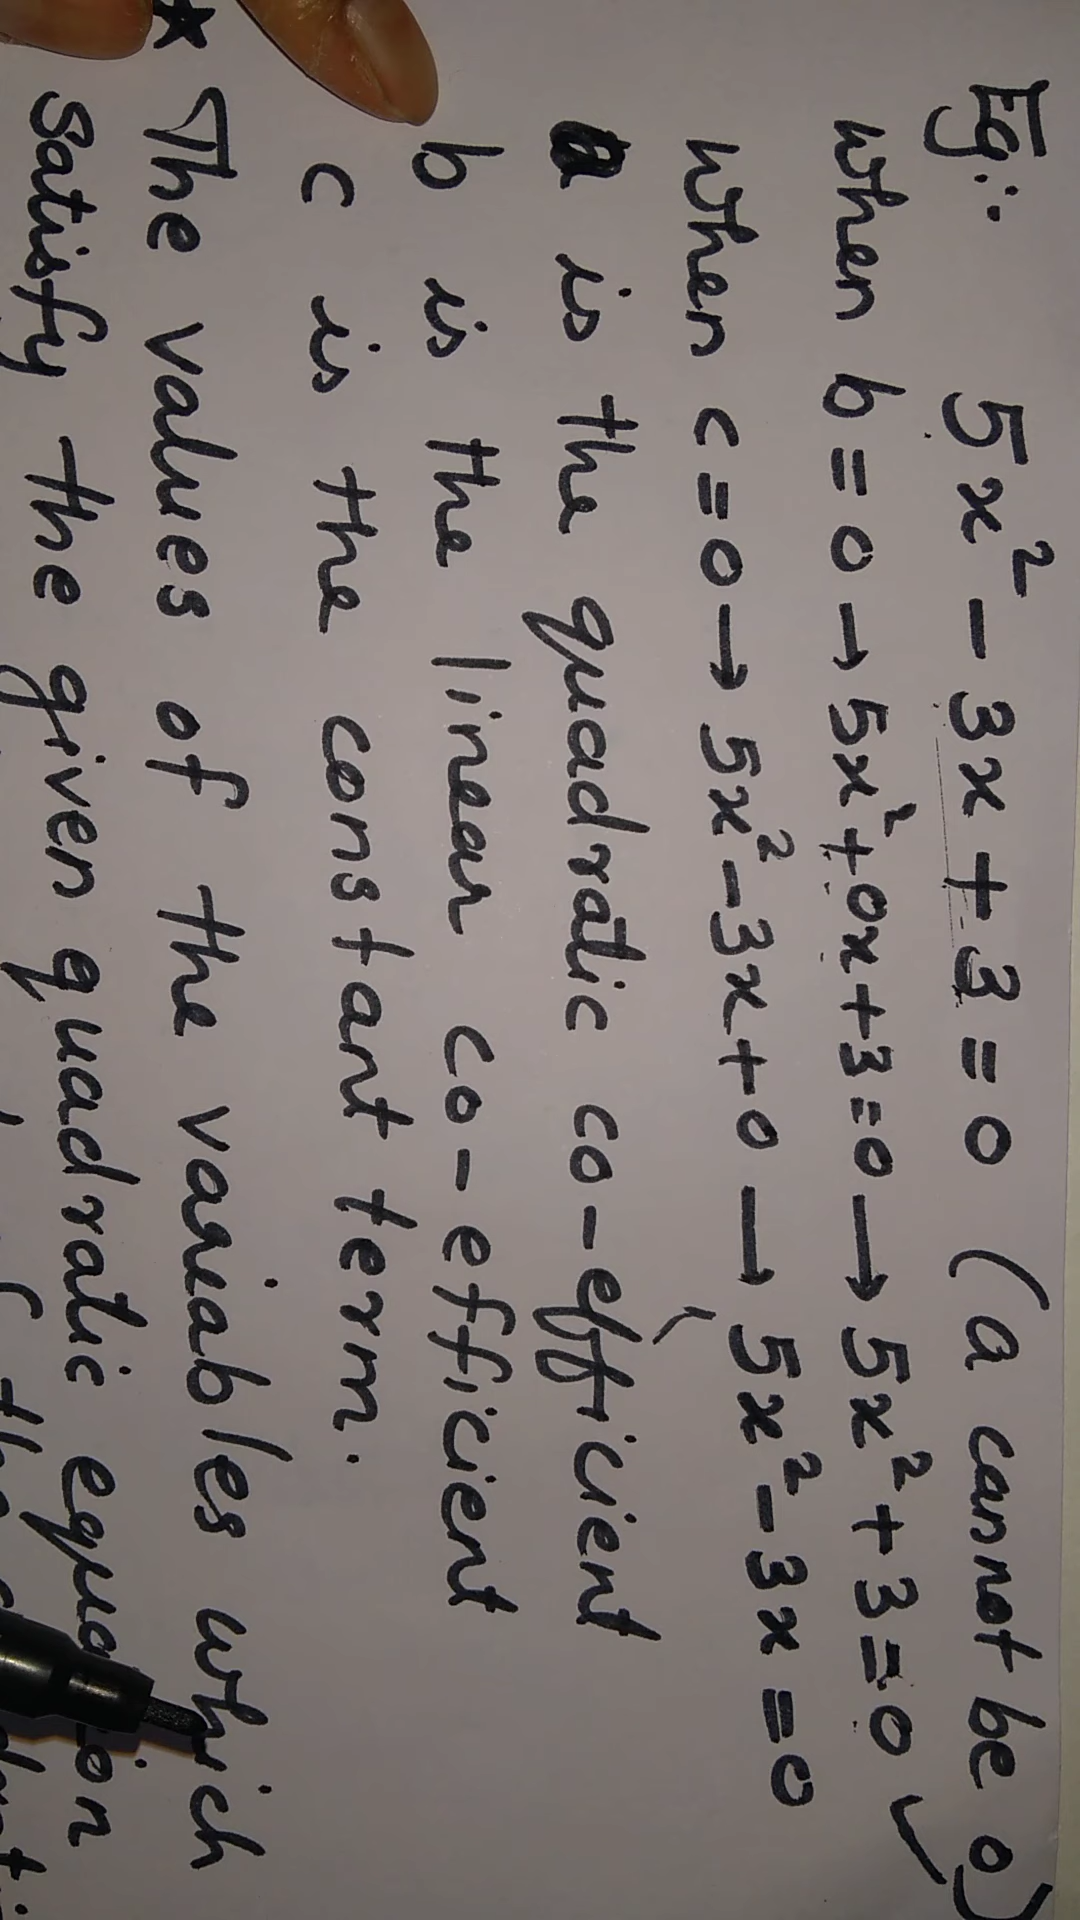 Eg:- 5x² - 3x + 3 = 0 (a cannot be 0)
when b = 0 → 5x² + 0x + 3 = 0 → 5x² + 3 = 0 ✓
when c = 0 → 5x² - 3x + 0 → 5x² - 3x = 0
a is the quadratic co-efficient
b is the linear co-efficient
c is the constant term.
★ The values of the variables which
satisfy the given quadratic equation